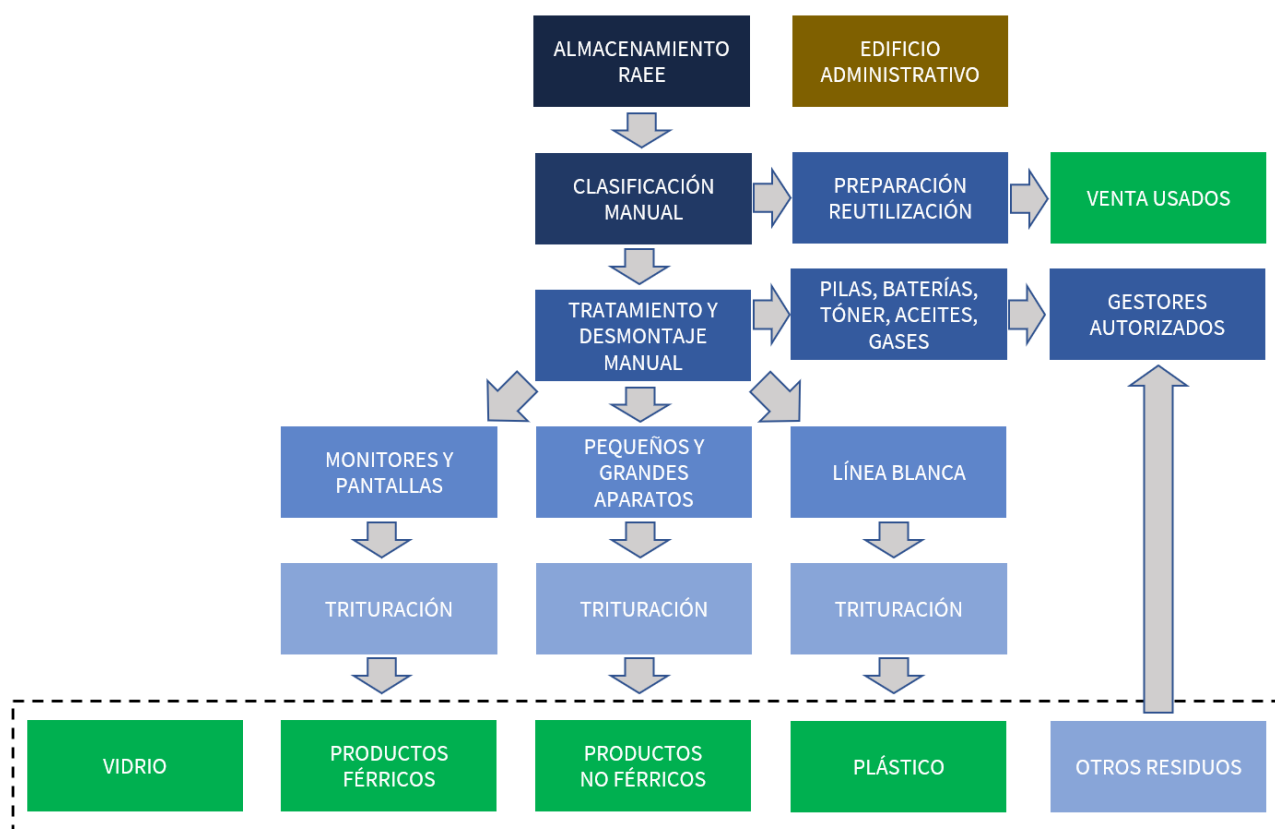 ALMACENAMIENTO
RAEE
EDIFICIO
ADMINISTRATIVO
CLASIFICACIÓN
MANUAL
PREPARACIÓN
REUTILIZACIÓN
VENTA USADOS
TRATAMIENTO Y
DESMONTAJE
MANUAL
PILAS, BATERÍAS,
TÓNER, ACEITES,
GASES
GESTORES
AUTORIZADOS
MONITORES Y
PANTALLAS
PEQUEÑOS Y
GRANDES
APARATOS
LÍNEA BLANCA
TRITURACIÓN
TRITURACIÓN
TRITURACIÓN
VIDRIO
PRODUCTOS
FÉRRICOS
PRODUCTOS
NO FÉRRICOS
PLÁSTICO
OTROS RESIDUOS